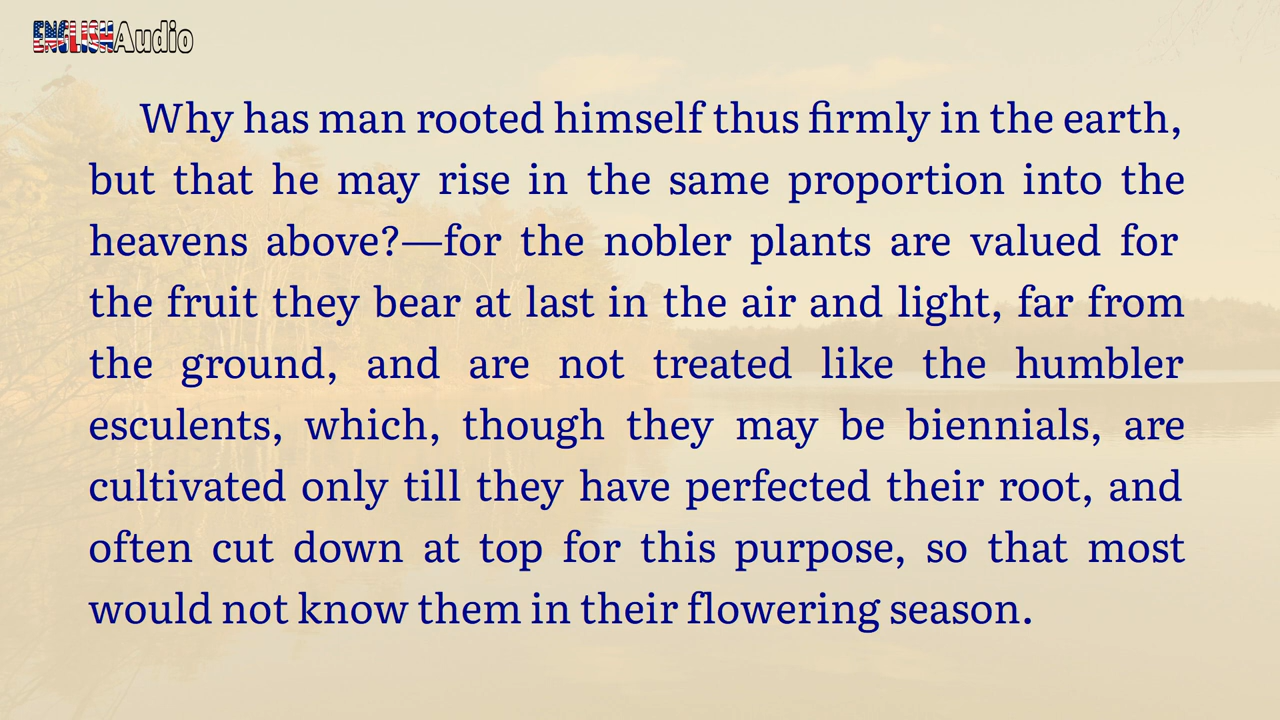 ENGLISHAudio
Why has man rooted himself thus firmly in the earth,
but that he may rise in the same proportion into the
heavens above?—for the nobler plants are valued for
the fruit they bear at last in the air and light, far from
the ground, and are not treated like the humbler
esculents, which, though they may be biennials, are
cultivated only till they have perfected their root, and
often cut down at top for this purpose, so that most
would not know them in their flowering season.